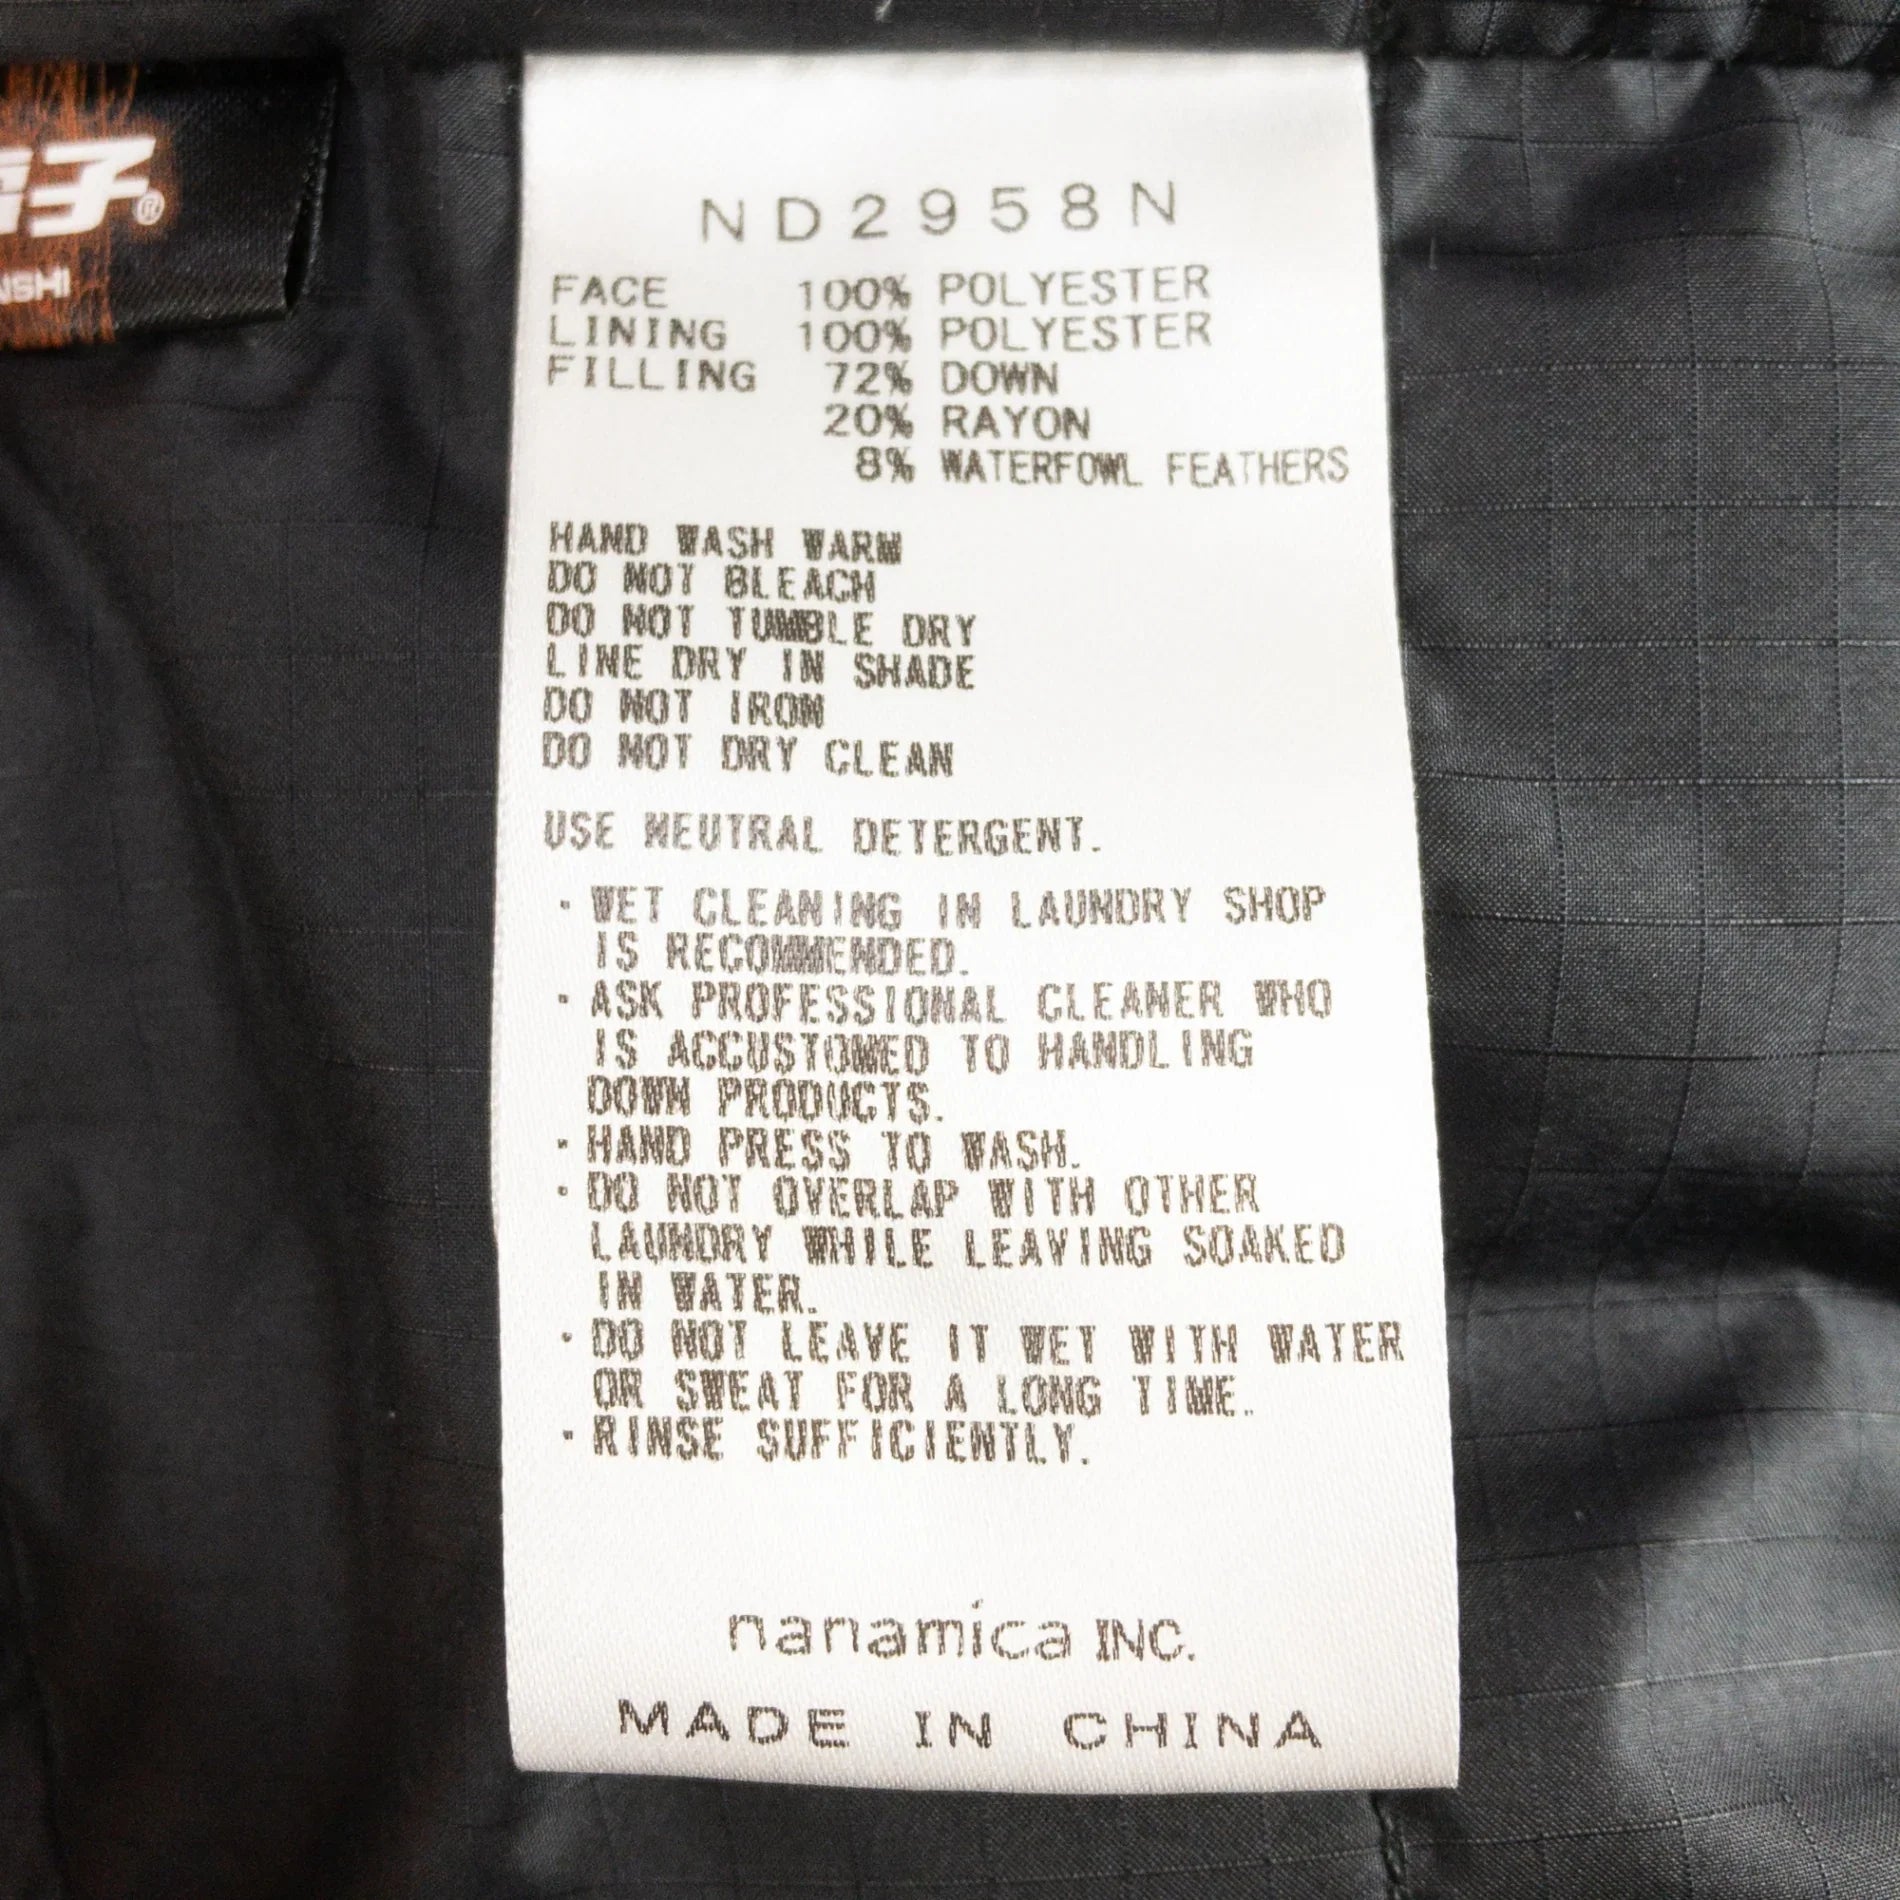 子®
NSHI
ND2958N
FACE 100% POLYESTER
LINING 100% POLYESTER
FILLING 72% DOWN
20% RAYON
8% WATERFOWL FEATHERS
HAND WASH WARM
DO NOT BLEACH
DO NOT TUMBLE DRY
LINE DRY IN SHADE
DO NOT IRON
DO NOT DRY CLEAN
USE NEUTRAL DETERGENT.
・WET CLEANING IN LAUNDRY SHOP
IS RECOMMENDED.
・ASK PROFESSIONAL CLEANER WHO
IS ACCUSTOMED TO HANDLING
DOWN PRODUCTS.
・HAND PRESS TO WASH.
・DO NOT OVERLAP WITH OTHER
LAUNDRY WHILE LEAVING SOAKED
IN WATER.
・DO NOT LEAVE IT WET WITH WATER
OR SWEAT FOR A LONG TIME.
・RINSE SUFFICIENTLY.
nanamica INC.
MADE IN CHINA